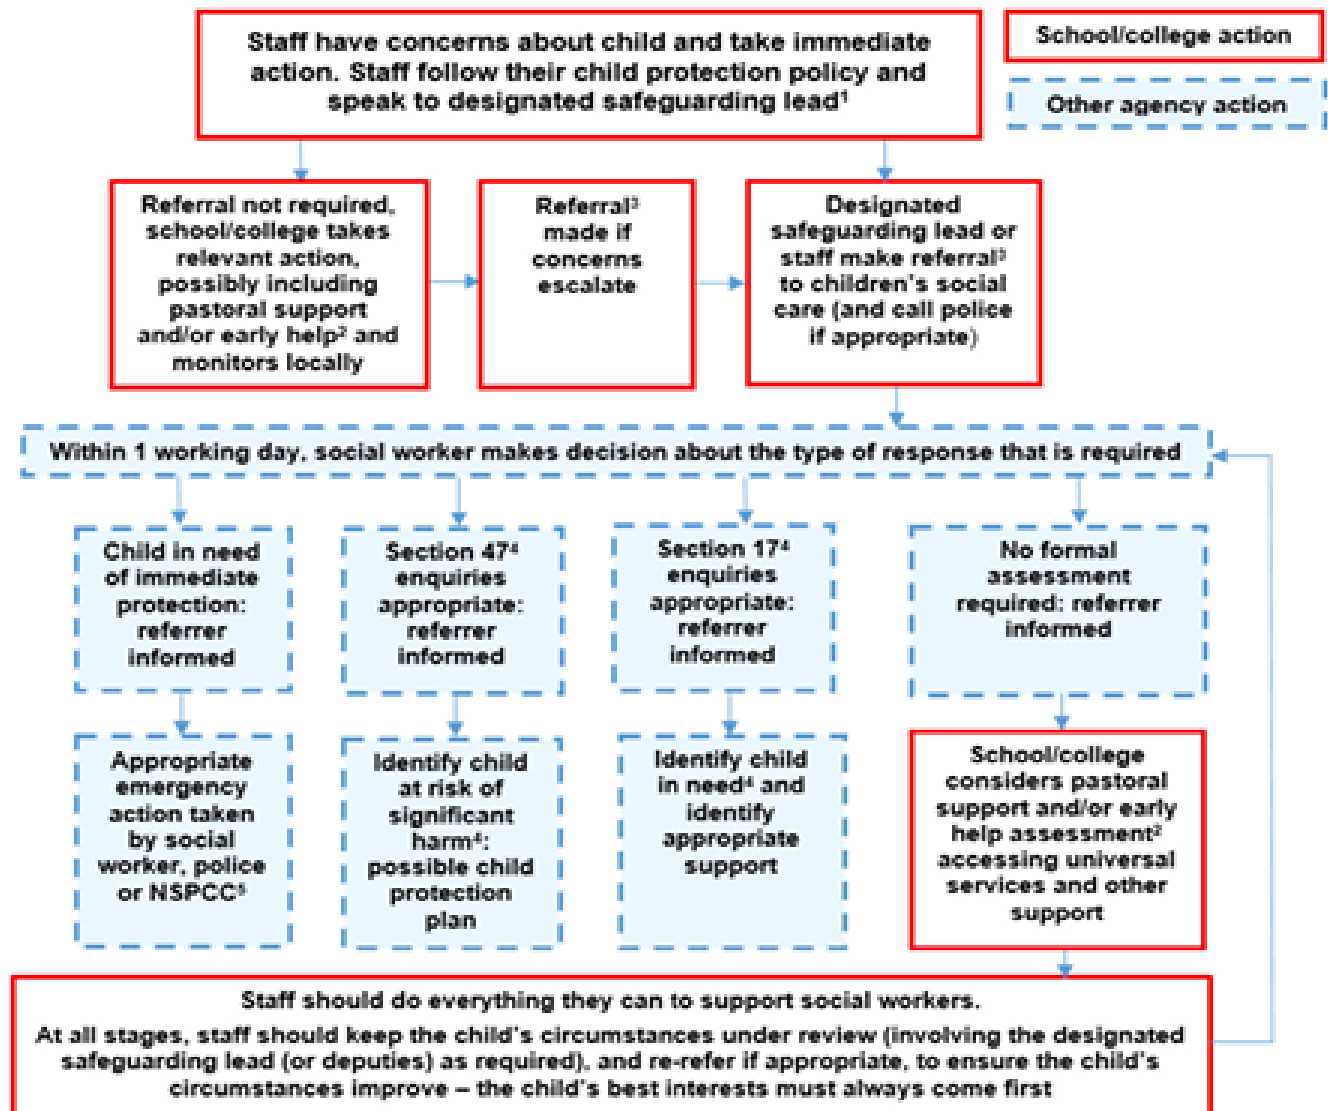 Staff have concerns about child and take immediate
action. Staff follow their child protection policy and
speak to designated safeguarding lead¹
School/college action
Other agency action
Referral not required,
school/college takes
relevant action,
possibly including
pastoral support
and/or early help² and
monitors locally
Referral³
made if
concerns
escalate
Designated
safeguarding lead or
staff make referral³
to children's social
care (and call police
if appropriate)
Within 1 working day, social worker makes decision about the type of response that is required
Child in need
of immediate
protection:
referrer
informed
Section 47⁴
enquiries
appropriate:
referrer
informed
Section 17⁴
enquiries
appropriate:
referrer
informed
No formal
assessment
required: referrer
informed
Appropriate
emergency
action taken
by social
worker, police
or NSPCC⁵
Identify child
at risk of
significant
harm⁴:
possible child
protection
plan
Identify child
in need⁴ and
identify
appropriate
support
School/college
considers pastoral
support and/or early
help assessment²
accessing universal
services and other
support
Staff should do everything they can to support social workers.
At all stages, staff should keep the child's circumstances under review (involving the designated
safeguarding lead (or deputies) as required), and re-refer if appropriate, to ensure the child's
circumstances improve – the child's best interests must always come first